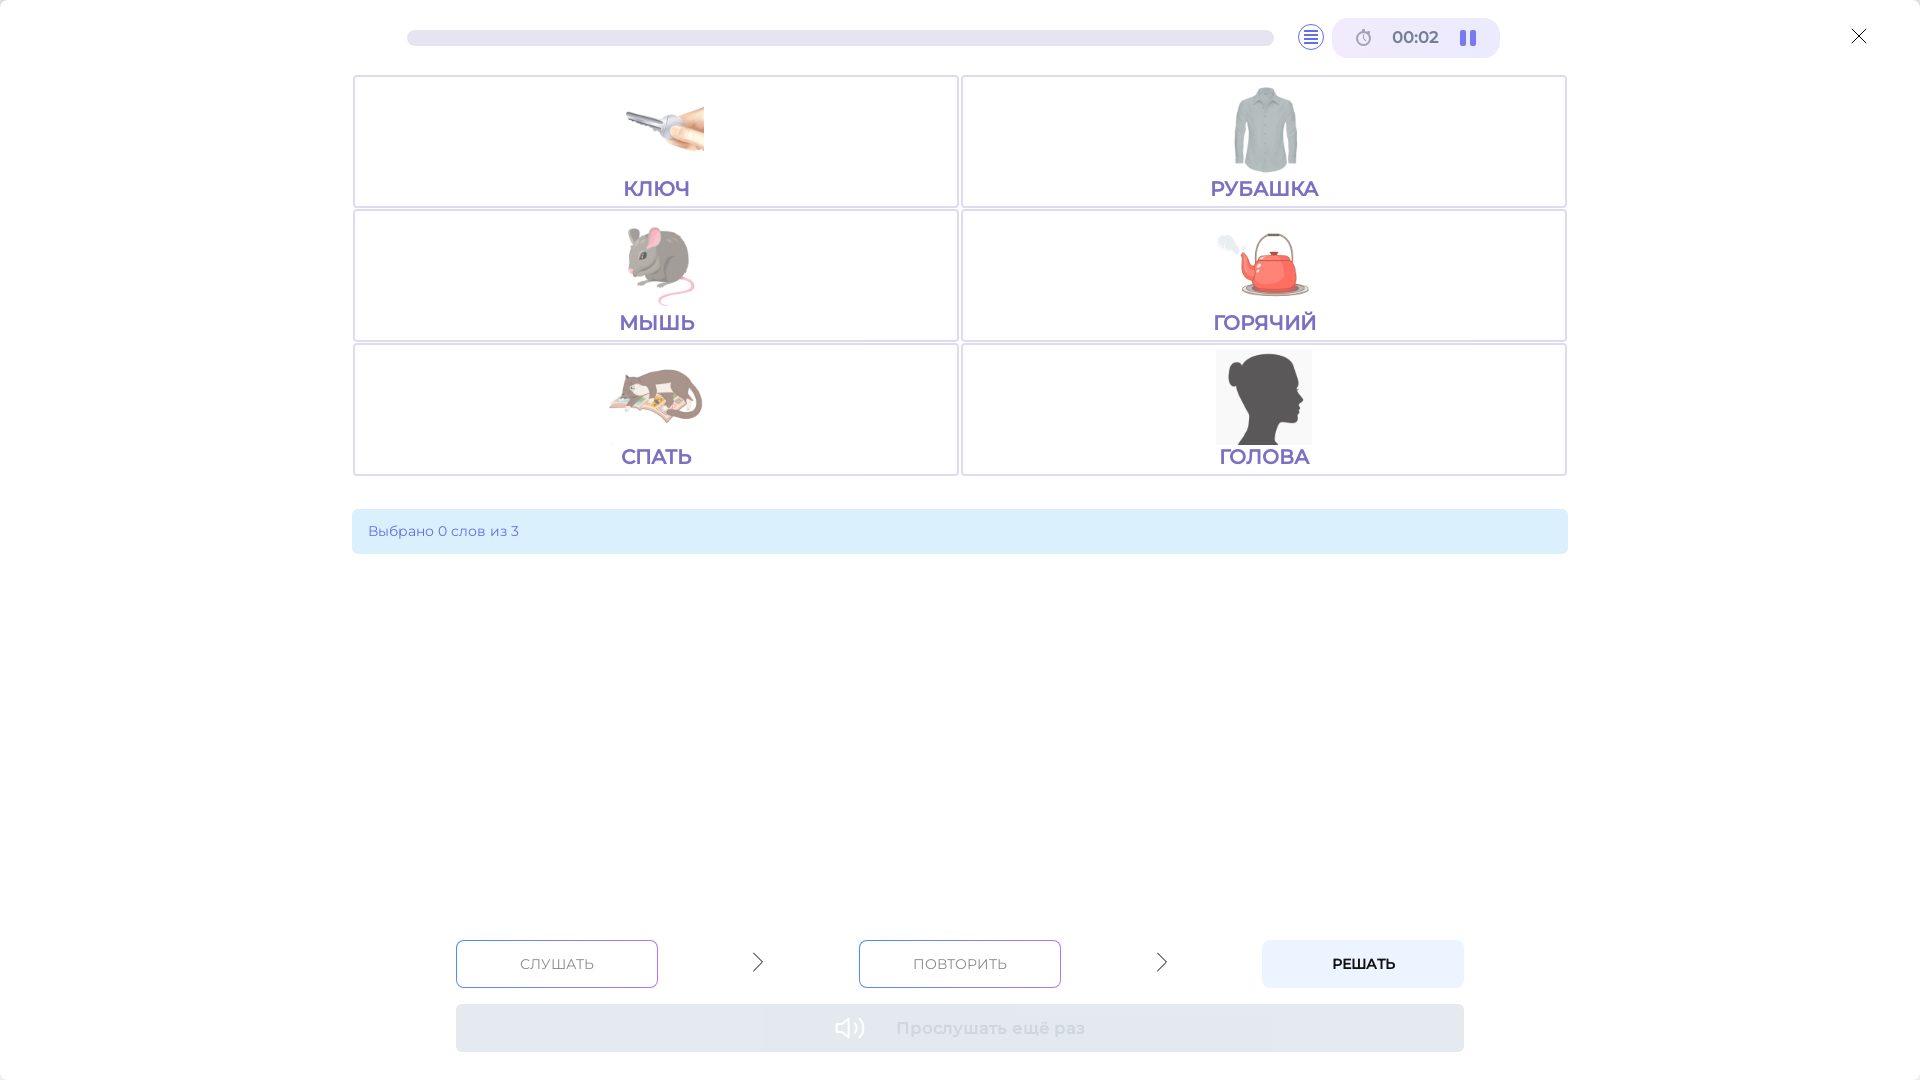 00:02
КЛЮЧ
РУБАШКА
МЫШЬ
ГОРЯЧИЙ
СПАТЬ
ГОЛОВА
Выбрано 0 слов из 3
СЛУШАТЬ
ПОВТОРИТЬ
РЕШАТЬ
Прослушать ещё раз